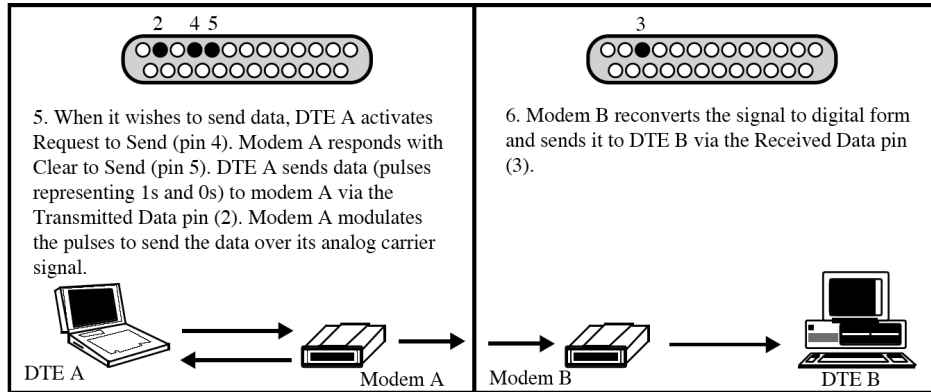 2 4 5
5. When it wishes to send data, DTE A activates
Request to Send (pin 4). Modem A responds with
Clear to Send (pin 5). DTE A sends data (pulses
representing 1s and 0s) to modem A via the
Transmitted Data pin (2). Modem A modulates
the pulses to send the data over its analog carrier
signal.
DTE A
Modem A
3
6. Modem B reconverts the signal to digital form
and sends it to DTE B via the Received Data pin
(3).
Modem B
DTE B